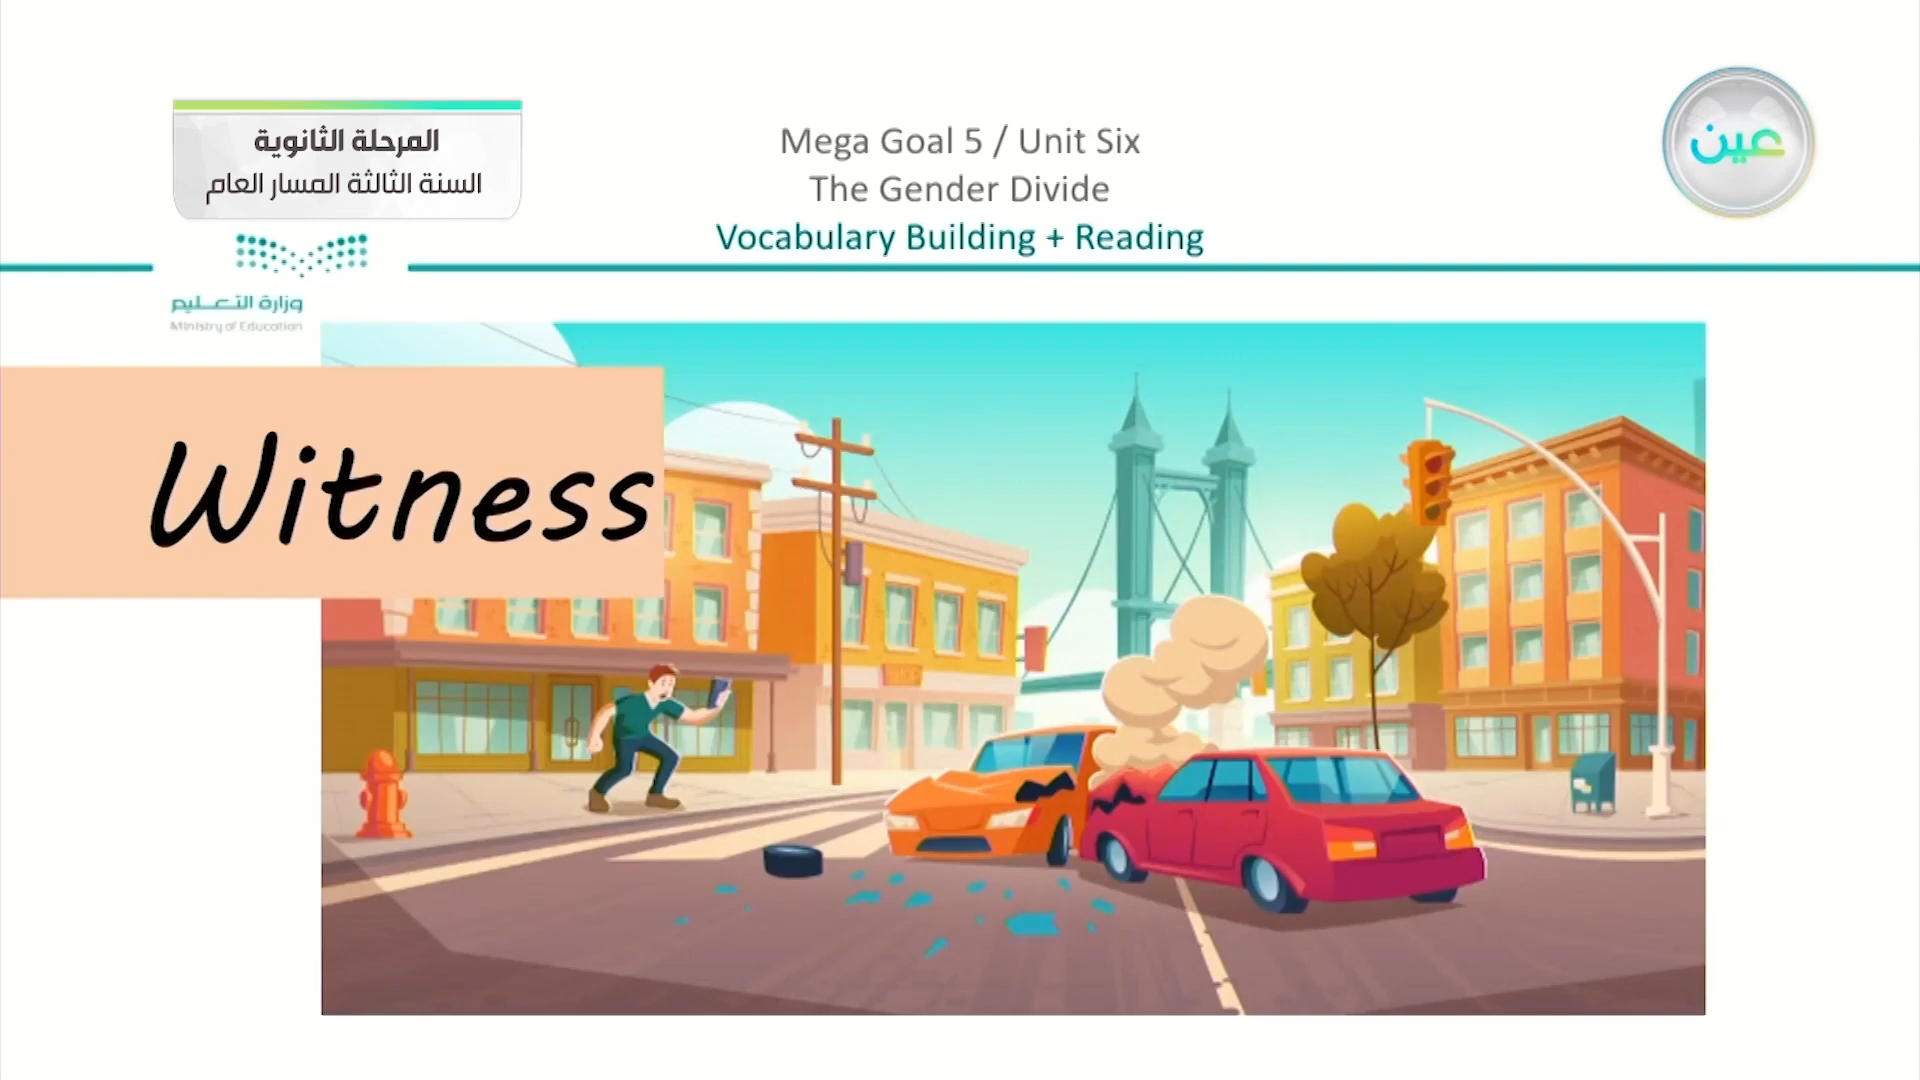 المرحلة الثانوية
السنة الثالثة المسار العام
Mega Goal 5 / Unit Six
The Gender Divide
Vocabulary Building + Reading
عين
وزارة التعليم
Ministry of Education
Witness